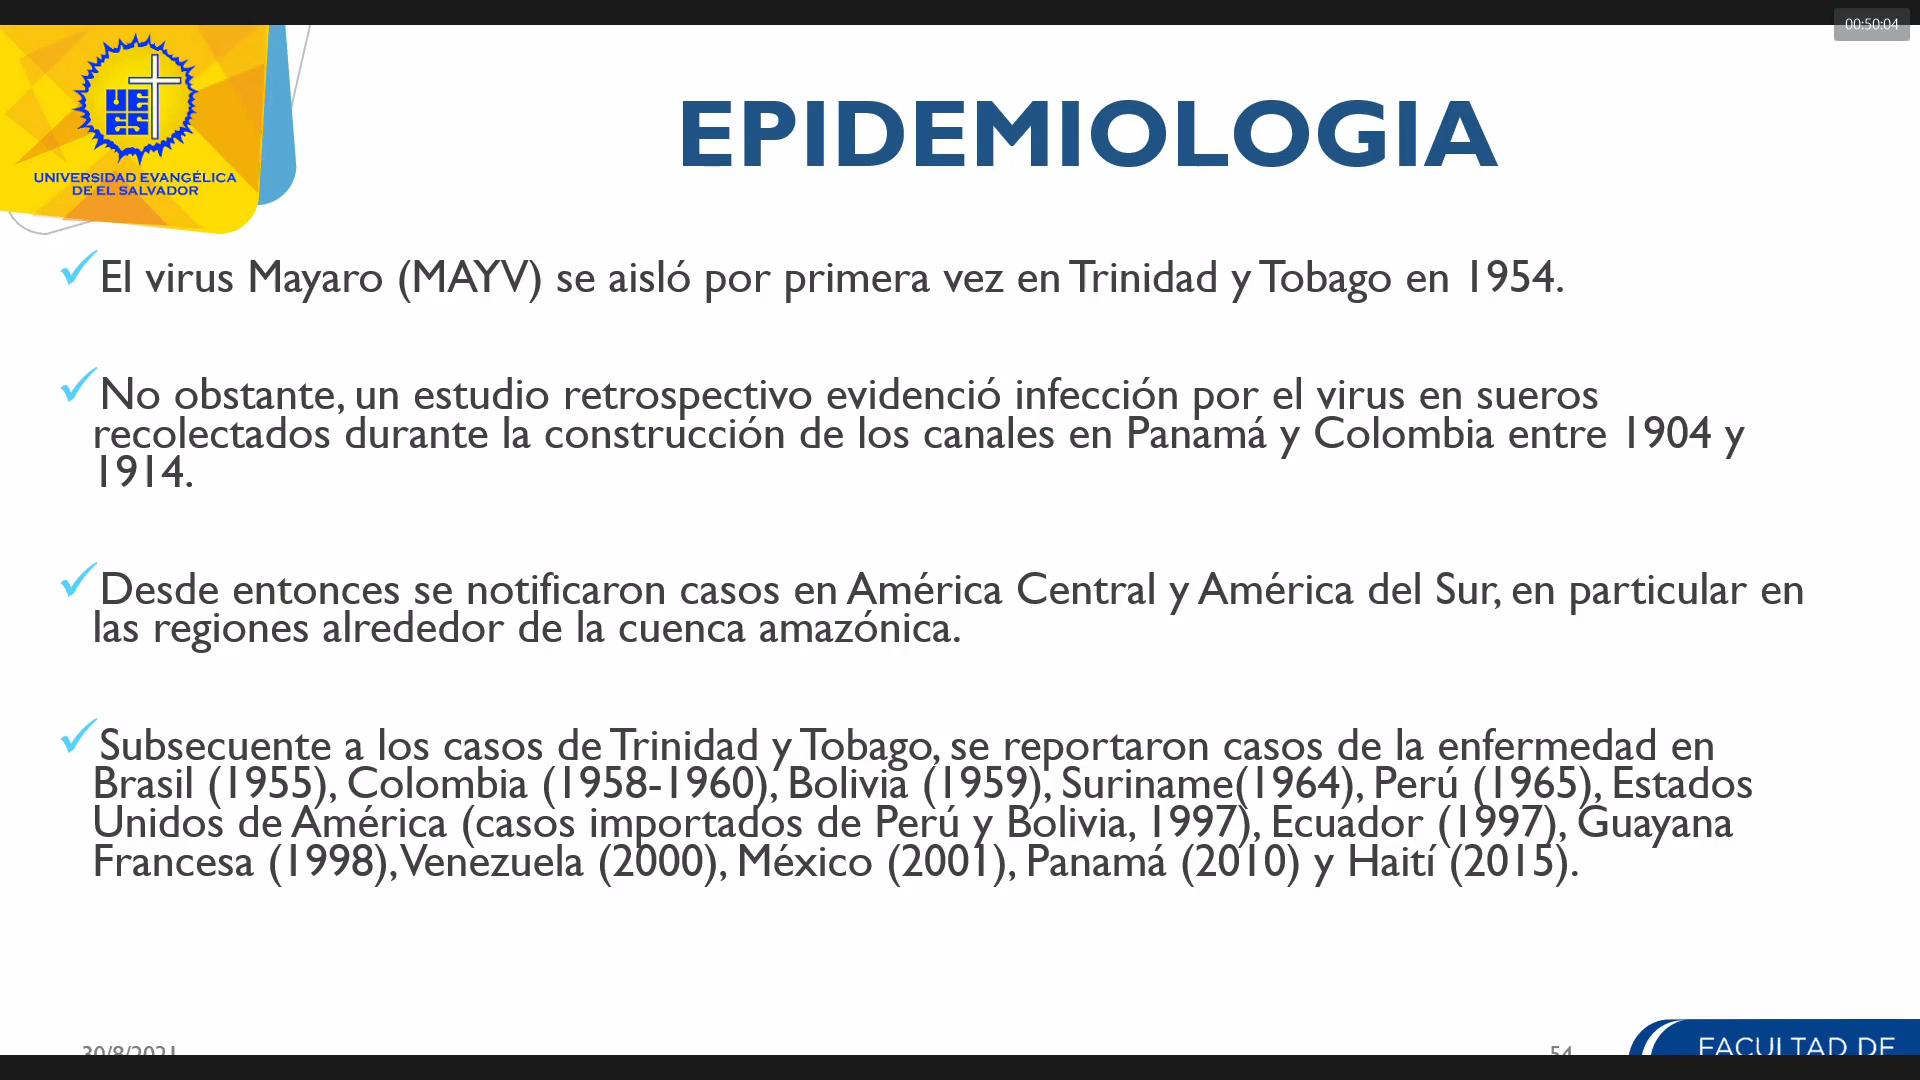 00:50:04
UE
ES
UNIVERSIDAD EVANGÉLICA
DE EL SALVADOR
EPIDEMIOLOGIA
✓El virus Mayaro (MAYV) se aisló por primera vez en Trinidad y Tobago en 1954.
✓No obstante, un estudio retrospectivo evidenció infección por el virus en sueros
recolectados durante la construcción de los canales en Panamá y Colombia entre 1904 y
1914.
✓Desde entonces se notificaron casos en América Central y América del Sur, en particular en
las regiones alrededor de la cuenca amazónica.
✓Subsecuente a los casos de Trinidad y Tobago, se reportaron casos de la enfermedad en
Brasil (1955), Colombia (1958-1960), Bolivia (1959), Suriname(1964), Perú (1965), Estados
Unidos de América (casos importados de Perú y Bolivia, 1997), Ecuador (1997), Guayana
Francesa (1998), Venezuela (2000), México (2001), Panamá (2010) y Haití (2015).
30/8/2021
54
FACULTAD DE